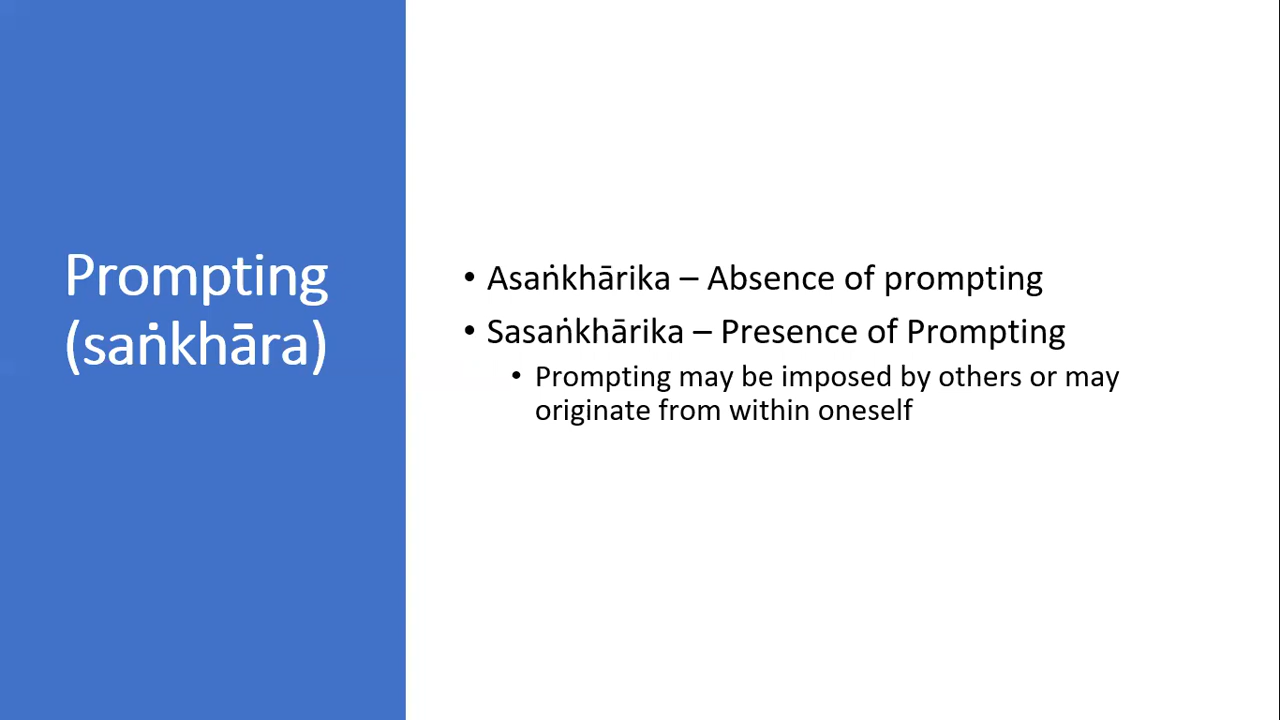 Prompting
(saṅkhāra)
• Asaṅkhārika – Absence of prompting
• Sasaṅkhārika – Presence of Prompting
• Prompting may be imposed by others or may
originate from within oneself